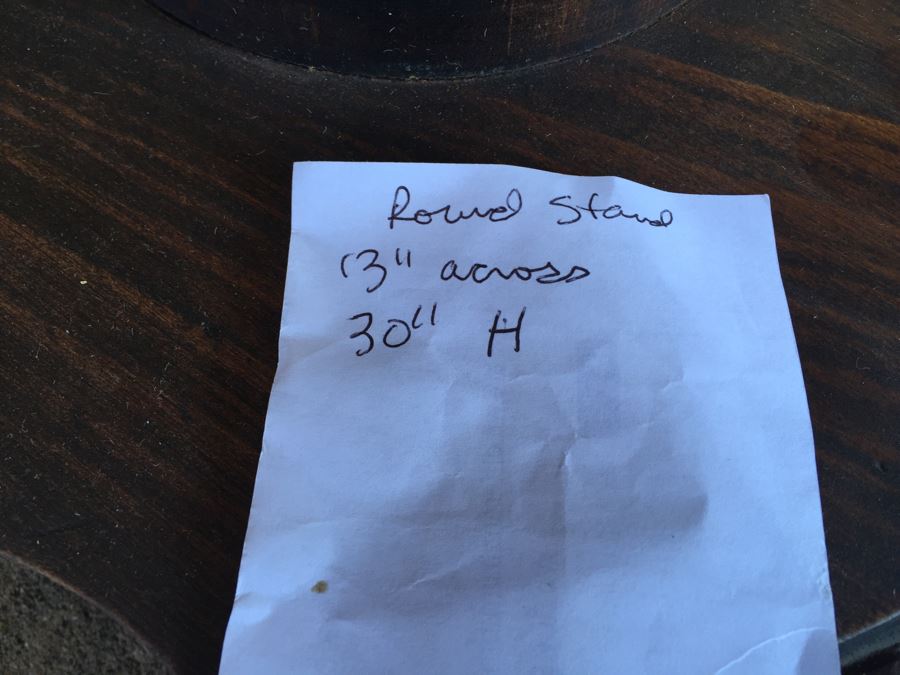 Round Stand
13" across
30" H